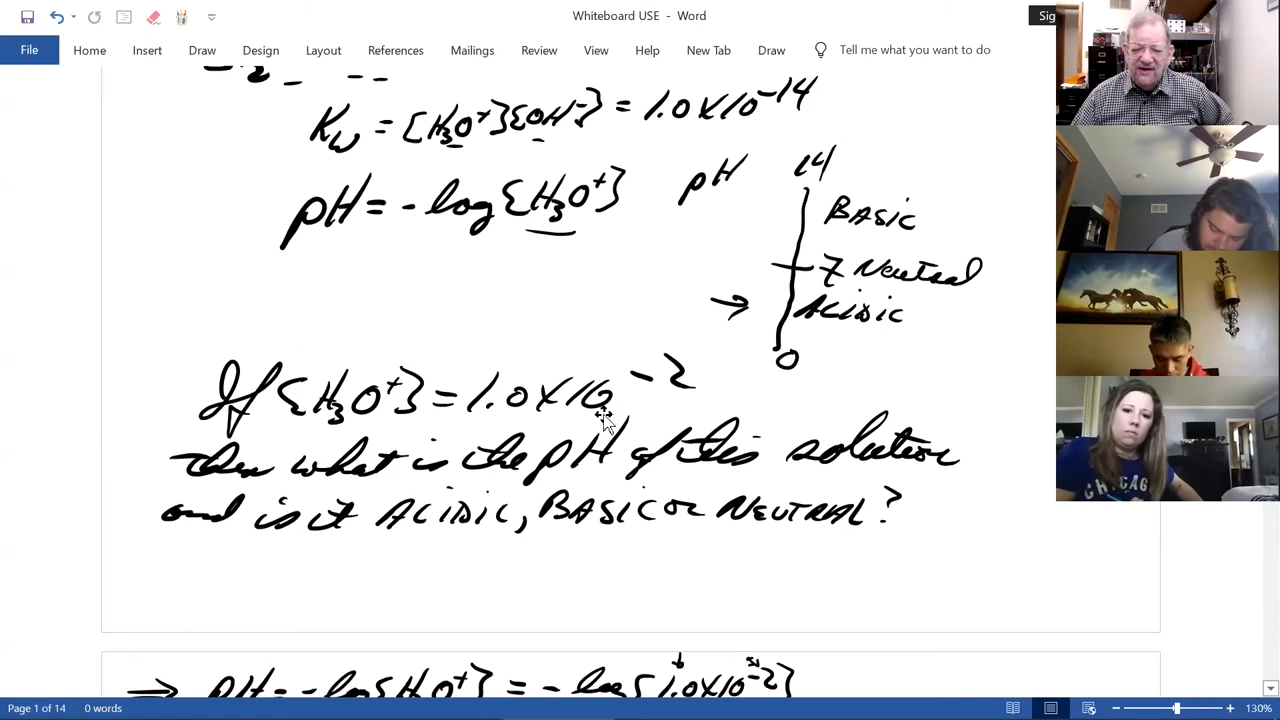 Whiteboard USE - Word
Sig
File Home Insert Draw Design Layout References Mailings Review View Help New Tab Draw Tell me what you want to do
Kw = [H3O+][OH-] = 1.0 X 10-14
pH = -log[H3O+]
pH
14
BASIC
7 Neutral
→ ACIDIC
0
If [H3O+] = 1.0 X 10-2
then what is the pH of this solution
and is it ACIDIC, BASIC or NEUTRAL?
CHICAGO
→ pH = -log[H3O+] = -log[1.0X10-2]
Page 1 of 14 0 words 130%